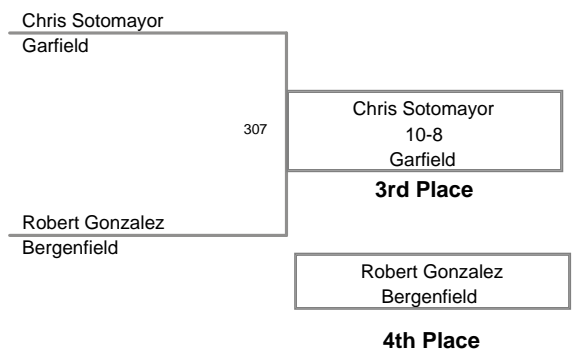 Chris Sotomayor
Garfield
307
Chris Sotomayor
10-8
Garfield
3rd Place
Robert Gonzalez
Bergenfield
Robert Gonzalez
Bergenfield
4th Place